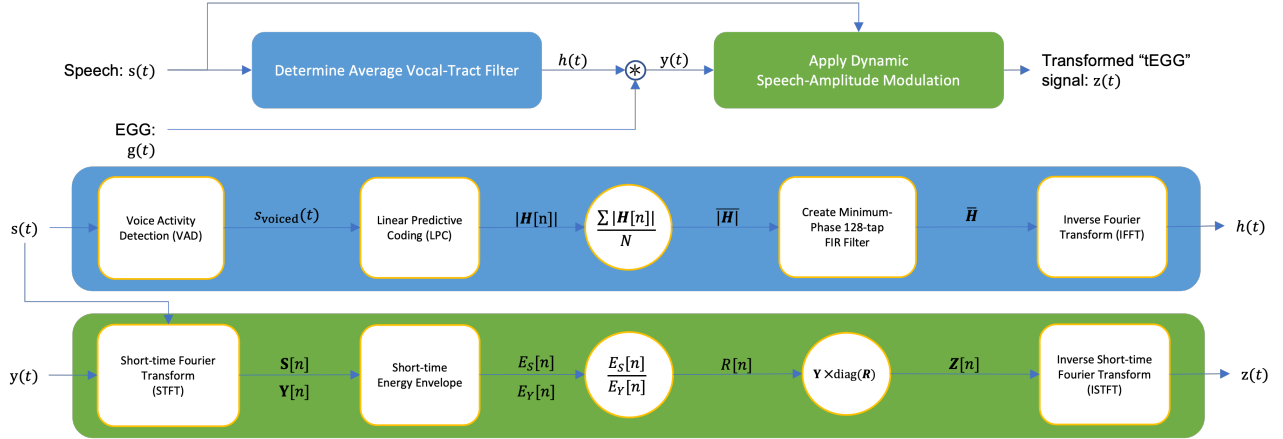 Speech: s(t)
Determine Average Vocal-Tract Filter
h(t)
⊛
y(t)
Apply Dynamic
Speech-Amplitude Modulation
Transformed “tEGG”
signal: z(t)
EGG:
g(t)
s(t)
Voice Activity
Detection (VAD)
s_voiced(t)
Linear Predictive
Coding (LPC)
|H[n]|
∑|H[n]|
N
|H|̅
Create Minimum-
Phase 128-tap
FIR Filter
H̅
Inverse Fourier
Transform (IFFT)
h(t)
y(t)
Short-time Fourier
Transform
(STFT)
S[n]
Y[n]
Short-time
Energy Envelope
E_S[n]
E_Y[n]
E_S[n]
E_Y[n]
R[n]
Y ×diag(R)
Z[n]
Inverse Short-time
Fourier Transform
(ISTFT)
z(t)